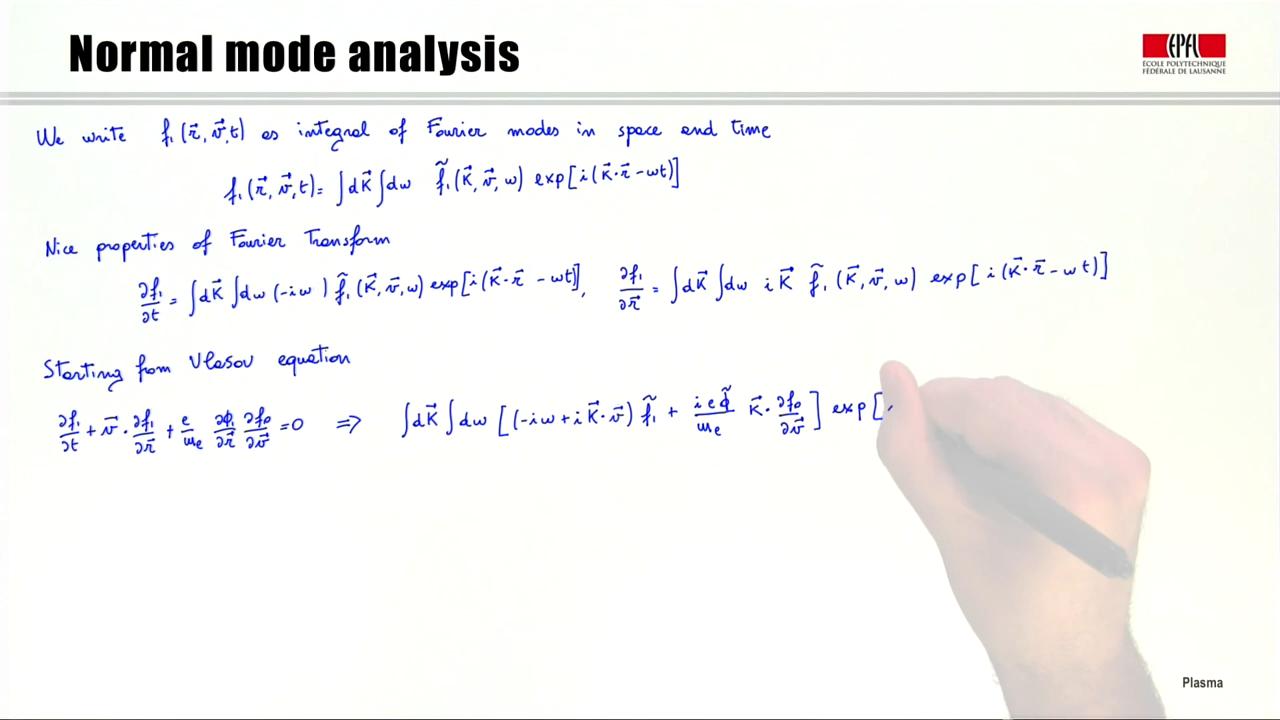 Normal mode analysis
EPFL
ÉCOLE POLYTECHNIQUE
FÉDÉRALE DE LAUSANNE
We write f₁(r⃗, v⃗, t) as integral of Fourier modes in space and time
f₁(r⃗, v⃗, t) = ∫dK⃗ ∫dω f̃₁(K⃗, v⃗, ω) exp[i(K⃗·r⃗ - ωt)]
Nice properties of Fourier Transform
∂f₁/∂t = ∫dK⃗ ∫dω (-iω) f̃₁(K⃗, v⃗, ω) exp[i(K⃗·r⃗ - ωt)], ∂f₁/∂r⃗ = ∫dK⃗ ∫dω iK⃗ f̃₁(K⃗, v⃗, ω) exp[i(K⃗·r⃗ - ωt)]
Starting from Vlasov equation
∂f₁/∂t + v⃗·∂f₁/∂r⃗ + e/mₑ ∂ϕ₁/∂r⃗ ∂f₀/∂v⃗ = 0 ⇒ ∫dK⃗ ∫dω [(-iω + iK⃗·v⃗) f̃₁ + ieϕ̃/mₑ K⃗·∂f₀/∂v⃗] exp[
Plasma